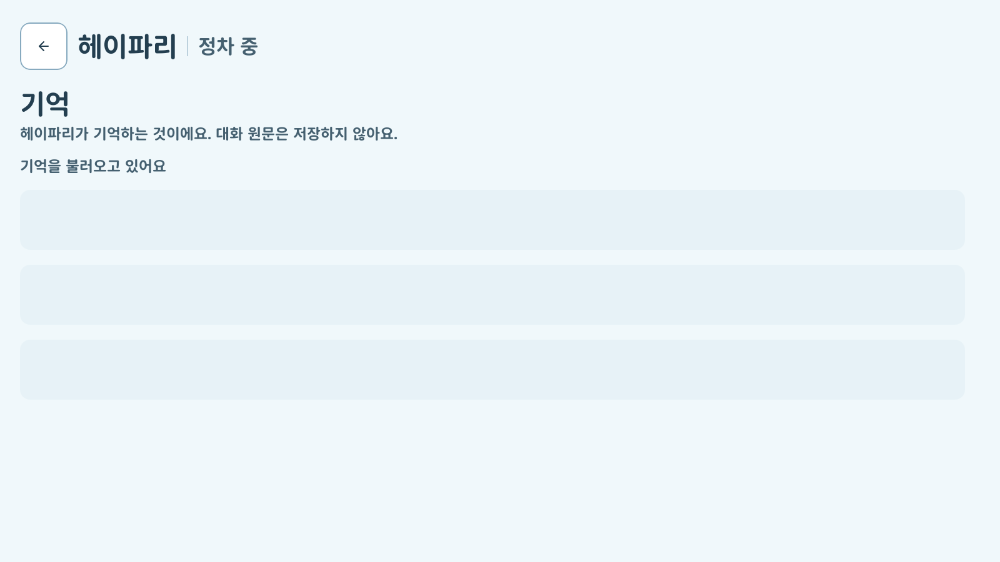 헤이파리 정차 중
기억
헤이파리가 기억하는 것이에요. 대화 원문은 저장하지 않아요.
기억을 불러오고 있어요